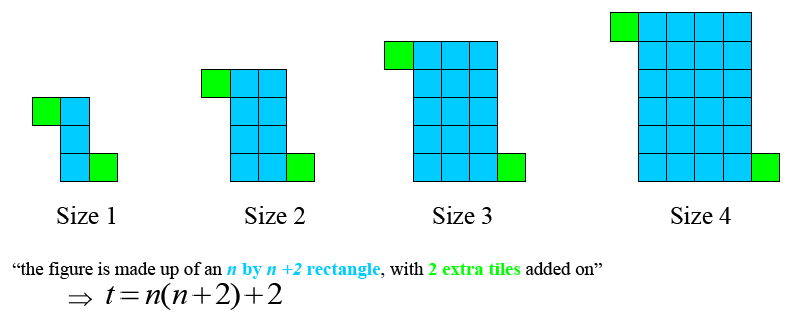 Size 1 Size 2 Size 3 Size 4
“the figure is made up of an n by n +2 rectangle, with 2 extra tiles added on”
⇒ t=n(n+2)+2